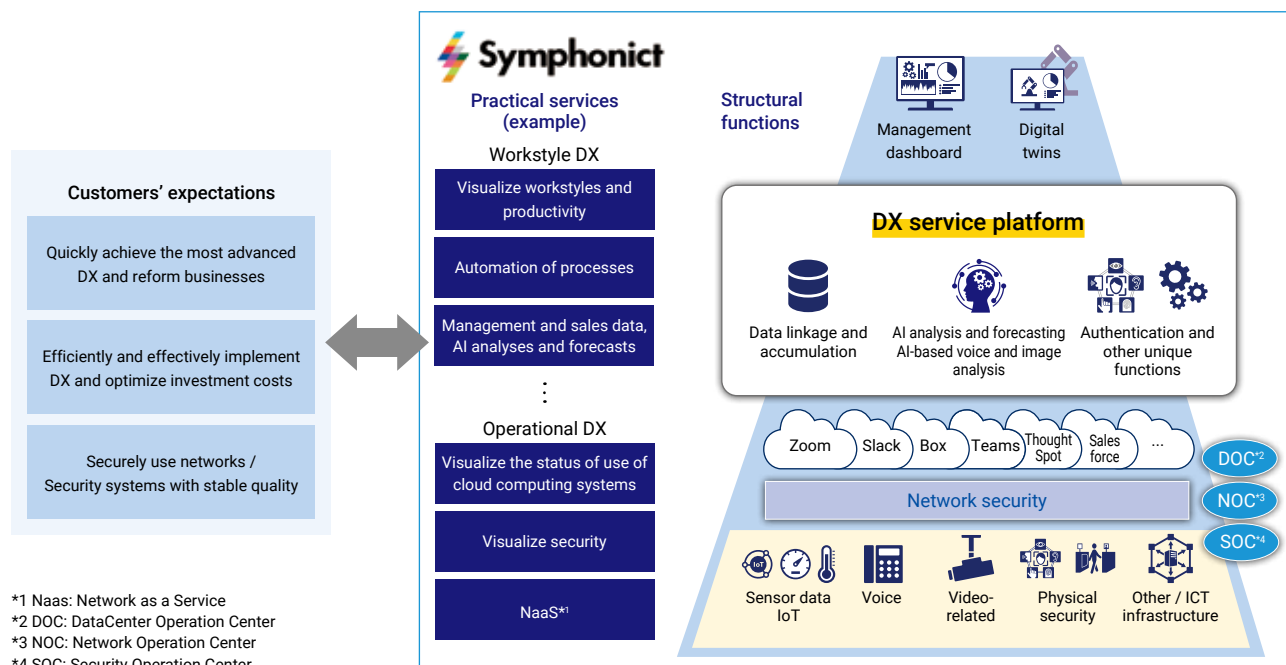 Symphonict
Practical services
(example)
Workstyle DX
Visualize workstyles and
productivity
Automation of processes
Management and sales data,
AI analyses and forecasts
Operational DX
Visualize the status of use of
cloud computing systems
Visualize security
NaaS*1
Customers’ expectations
Quickly achieve the most advanced
DX and reform businesses
Efficiently and effectively implement
DX and optimize investment costs
Securely use networks /
Security systems with stable quality
Structural
functions
Management
dashboard
Digital
twins
DX service platform
Data linkage and
accumulation
AI analysis and forecasting
AI-based voice and image
analysis
Authentication and
other unique
functions
Zoom
Slack
Box
Teams
Thought
Spot
Sales
force
...
DOC*2
Network security
NOC*3
SOC*4
IoT
Sensor data
IoT
Voice
Video-
related
Physical
security
Other / ICT
infrastructure
*1 Naas: Network as a Service
*2 DOC: DataCenter Operation Center
*3 NOC: Network Operation Center
*4 SOC: Security Operation Center